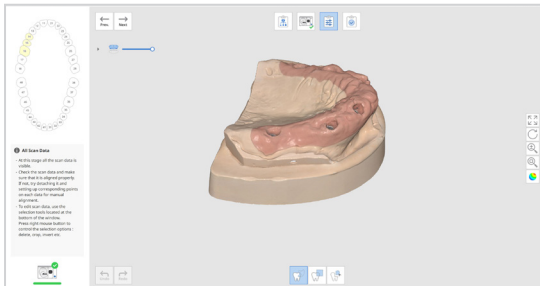 Prev.
Next
All Scan Data
- At this stage all the scan data is
visible.
- Check the scan data and make
sure that it is aligned properly.
If not, try detaching it and
setting up corresponding points
on each data for manual
alignment.
- To edit scan data, use the
selection tools located at the
bottom of the window.
Press right mouse button to
control the selection options :
delete, crop, invert etc.